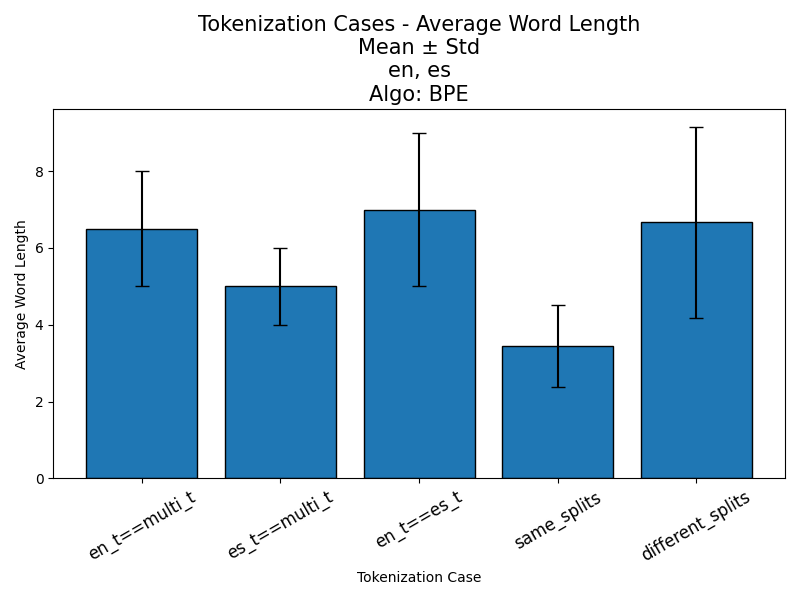 Tokenization Cases - Average Word Length
Mean ± Std
en, es
Algo: BPE
Average Word Length
8
6
4
2
0
en_t==multi_t
es_t==multi_t
en_t==es_t
same_splits
different_splits
Tokenization Case